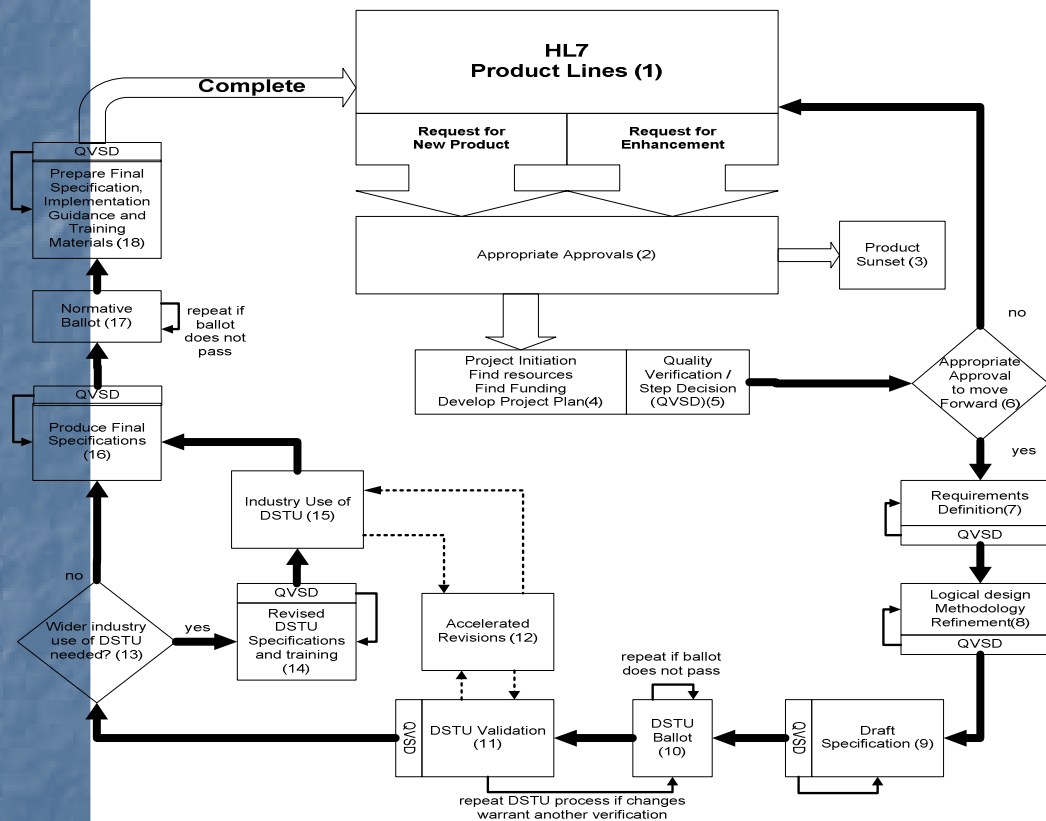 HL7
Product Lines (1)
Complete
Request for
New Product
Request for
Enhancement
Appropriate Approvals (2)
Product
Sunset (3)
Project Initiation
Find resources
Find Funding
Develop Project Plan(4)
Quality
Verification /
Step Decision
(QVSD)(5)
no
Appropriate
Approval
to move
Forward (6)
yes
Requirements
Definition(7)
QVSD
Logical design
Methodology
Refinement(8)
QVSD
QVSD
Draft
Specification (9)
repeat if ballot
does not pass
DSTU
Ballot
(10)
QVSD
DSTU Validation
(11)
repeat DSTU process if changes
warrant another verification
Accelerated
Revisions (12)
no
Wider industry
use of DSTU
needed? (13)
yes
QVSD
Revised
DSTU
Specifications
and training
(14)
Industry Use of
DSTU (15)
QVSD
Produce Final
Specifications
(16)
Normative
Ballot (17)
repeat if
ballot
does not
pass
QVSD
Prepare Final
Specification,
Implementation
Guidance and
Training
Materials (18)